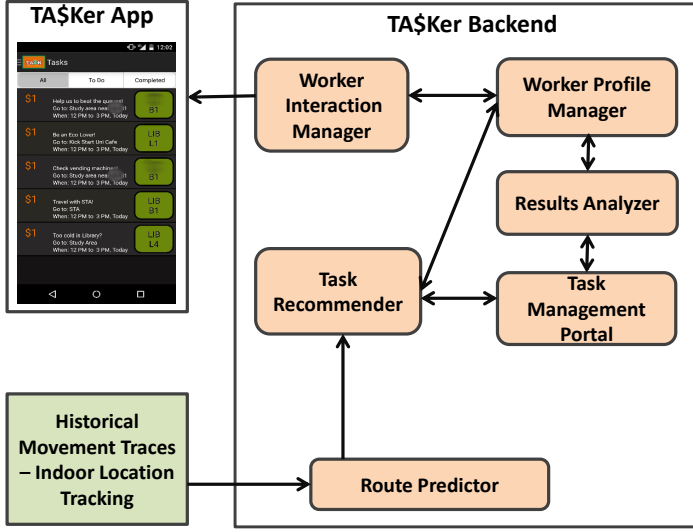 TA$Ker App
12:02
TA$K Tasks
All To Do Completed
$1
Help us to beat the queues!
Go to: Study area near
When: 12 PM to 3 PM, Today
B1
$1
Be an Eco Lover!
Go to: Kick Start Uni Cafe
When: 12 PM to 3 PM, Today
LIB
L1
$1
Check vending machine
Go to: Study area near
When: 12 PM to 3 PM, Today
B1
$1
Travel with STA!
Go to: STA
When: 12 PM to 3 PM, Today
LIB
B1
$1
Too cold in Library?
Go to: Study Area
When: 12 PM to 3 PM, Today
LIB
L4
Historical
Movement Traces
– Indoor Location
Tracking
TA$Ker Backend
Worker
Interaction
Manager
Worker Profile
Manager
Results Analyzer
Task
Recommender
Task
Management
Portal
Route Predictor